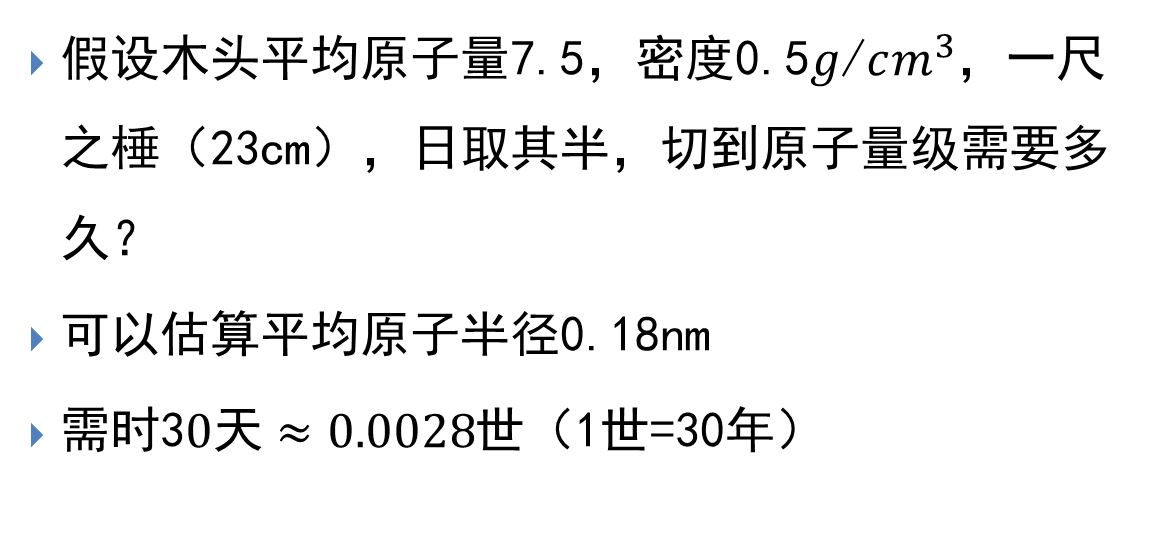 假设木头平均原子量7.5，密度0.5g/cm³，一尺
之棰（23cm），日取其半，切到原子量级需要多
久？
可以估算平均原子半径0.18nm
需时30天 ≈ 0.0028世（1世=30年）